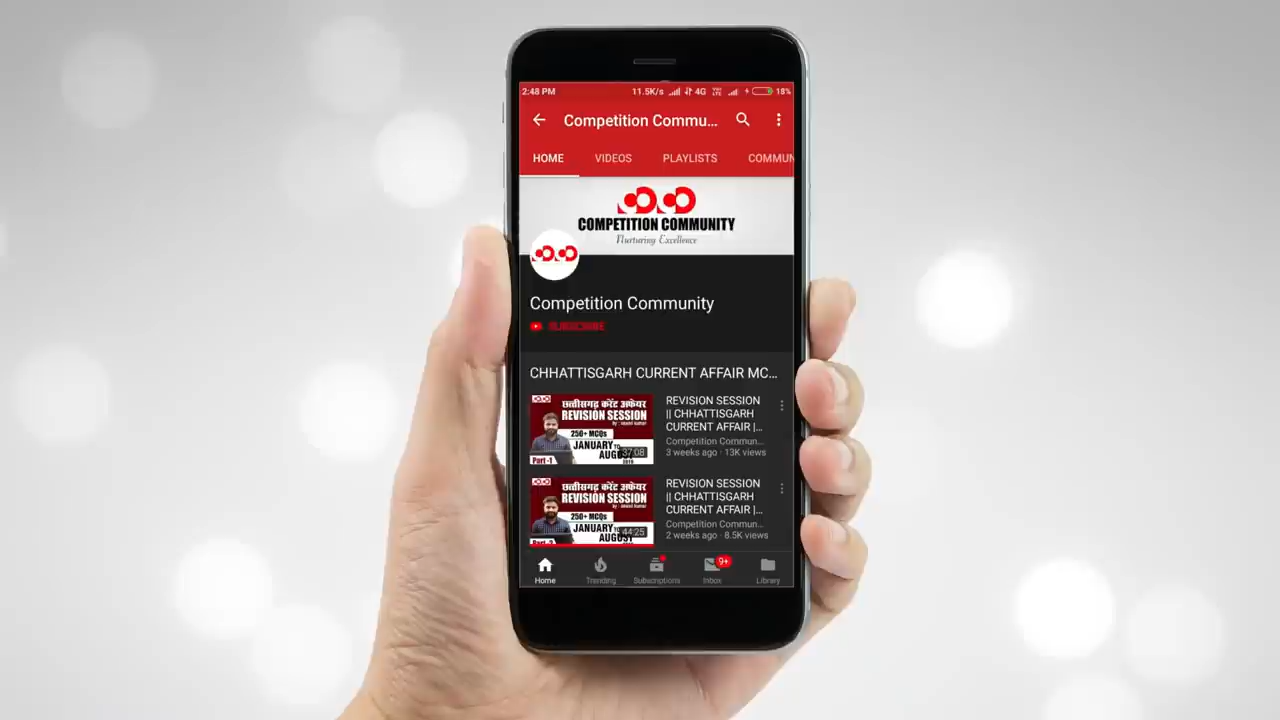 2:48 PM 11.5K/s 4G VoLTE 18%
Competition Commu...
HOME VIDEOS PLAYLISTS COMMUN
COMPETITION COMMUNITY
Nurturing Excellence
Competition Community
SUBSCRIBE
CHHATTISGARH CURRENT AFFAIR MC...
छत्तीसगढ़ करेंट अफेयर
REVISION SESSION
250+ MCQs
JANUARY TO
AUGUST
2019
Part -1
37:08
REVISION SESSION
|| CHHATTISGARH
CURRENT AFFAIR |...
Competition Commun...
3 weeks ago · 13K views
छत्तीसगढ़ करेंट अफेयर
REVISION SESSION
250+ MCQs
JANUARY TO
AUGUST
44:25
REVISION SESSION
|| CHHATTISGARH
CURRENT AFFAIR |...
Competition Commun...
2 weeks ago · 8.5K views
9+
Home Trending Subscriptions Inbox Library